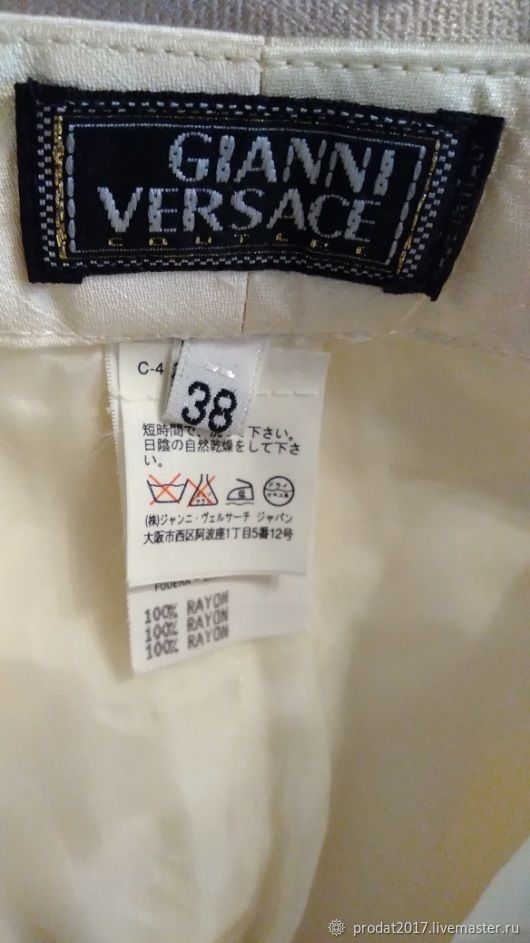 GIANNI
VERSACE
COUTURE
C-4
38
短時間で、洗って下さい。
日陰の自然乾燥をして下さ
い。
(株)ジャンニ・ヴェルサーチ ジャパン
大阪市西区阿波座1丁目5番12号
FODERA
100% RAYON
100% RAYON
100% RAYON
prodat2017.livemaster.ru